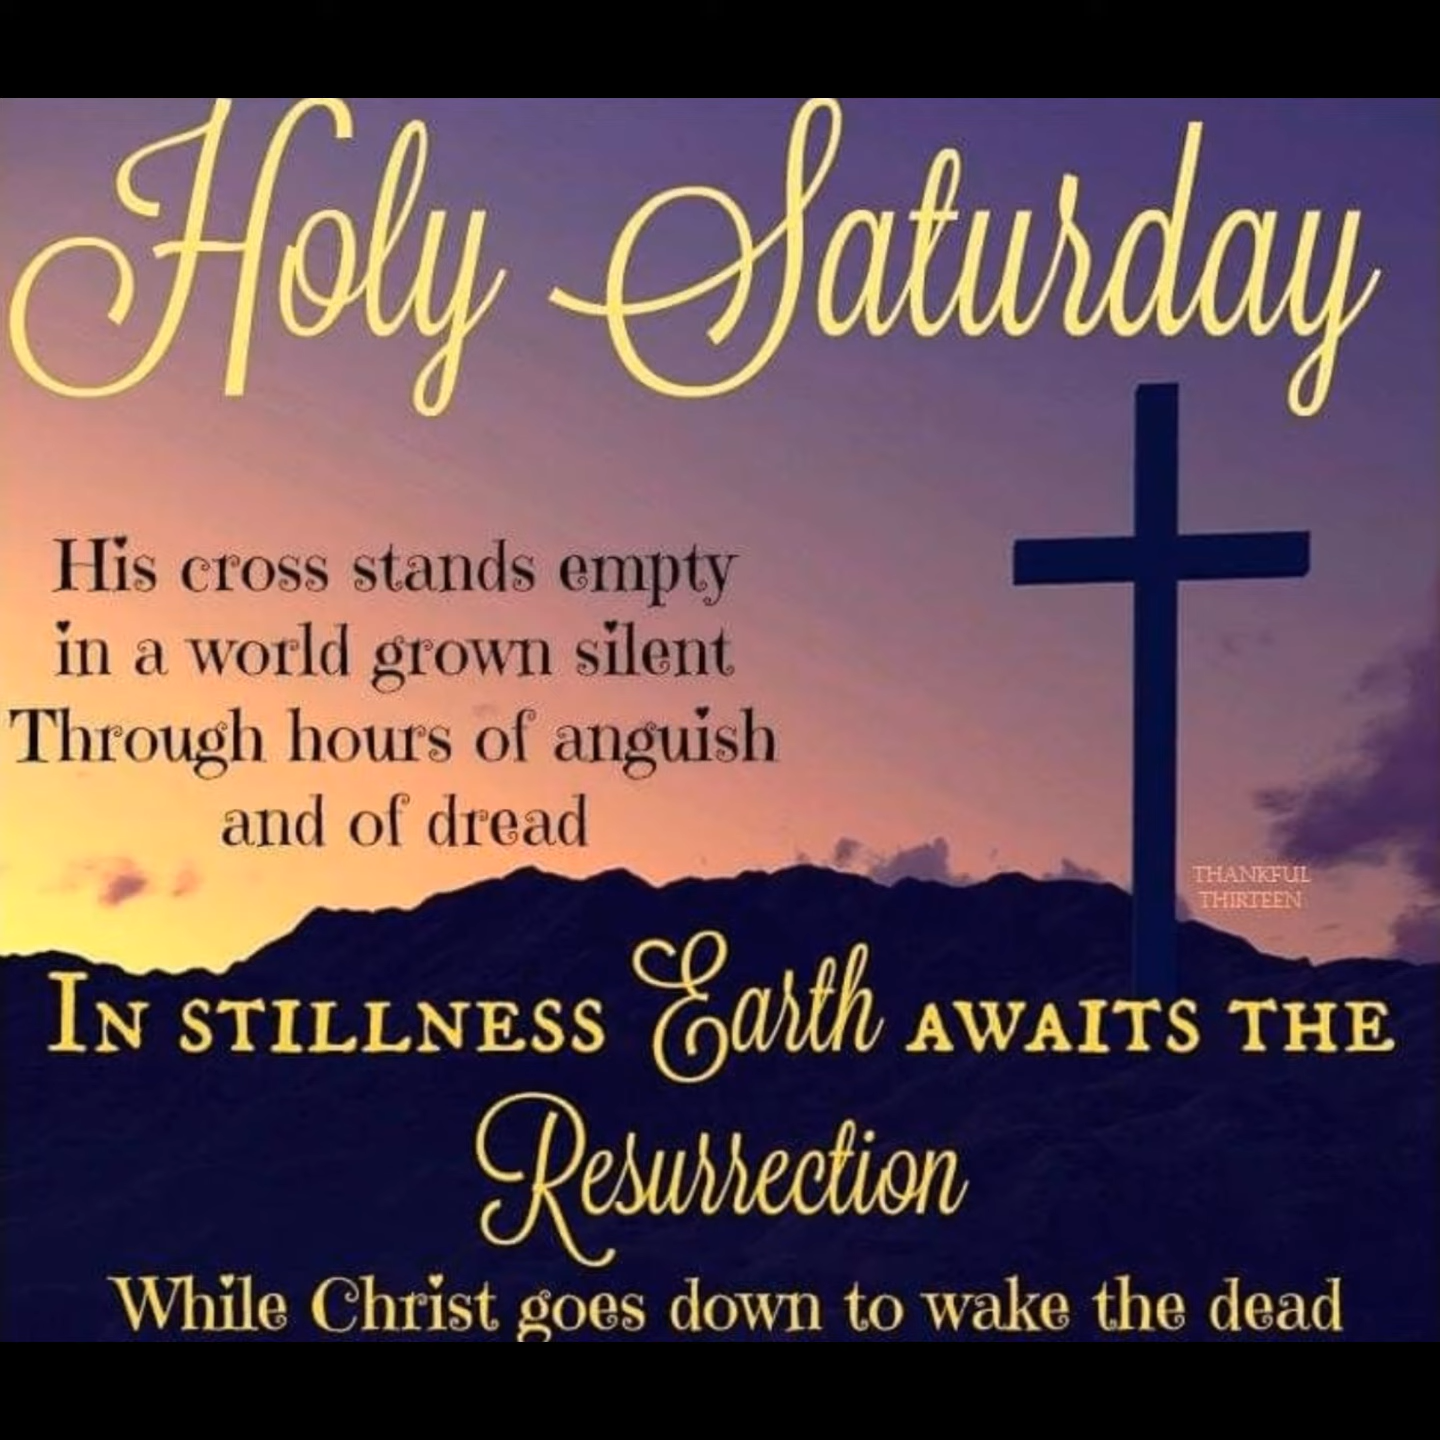 Holy Saturday
His cross stands empty
in a world grown silent
Through hours of anguish
and of dread
THANKFUL
THIRTEEN
In stillness Earth awaits the
Resurrection
While Christ goes down to wake the dead